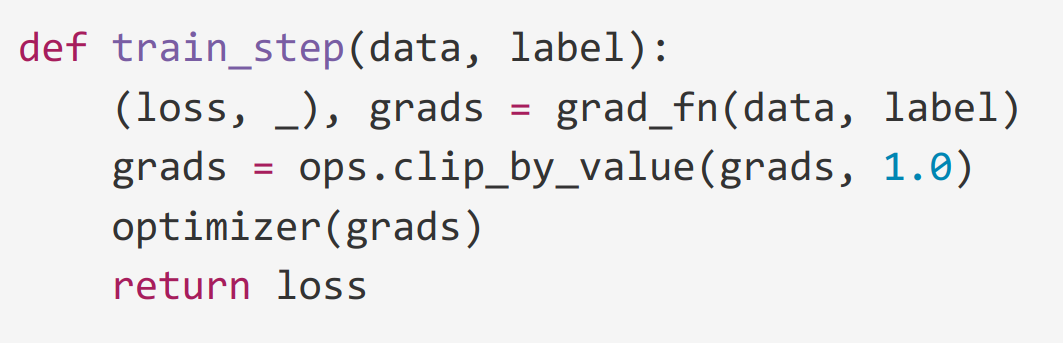 def train_step(data, label):
    (loss, _), grads = grad_fn(data, label)
    grads = ops.clip_by_value(grads, 1.0)
    optimizer(grads)
    return loss